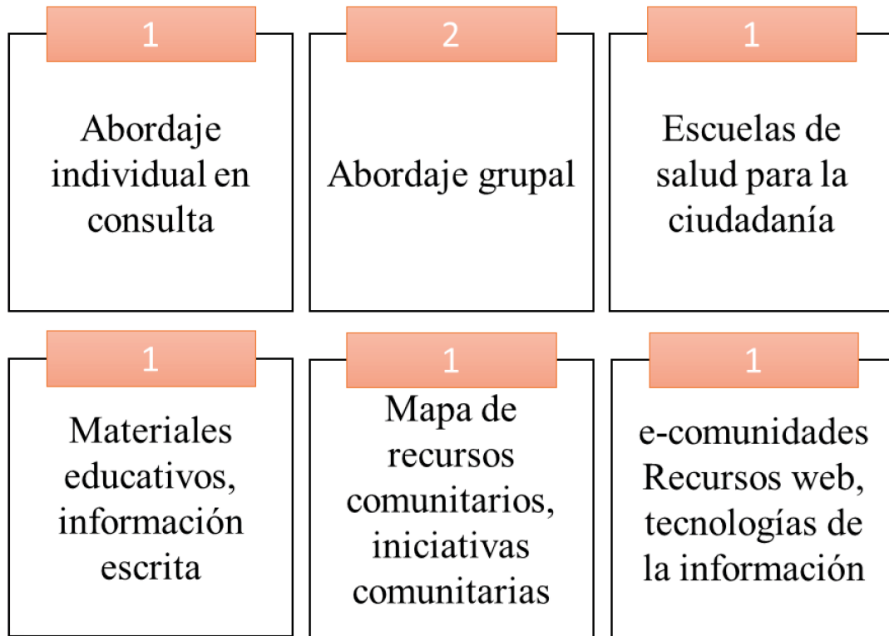 1
Abordaje
individual en
consulta
2
Abordaje grupal
1
Escuelas de
salud para la
ciudadanía
1
Materiales
educativos,
información
escrita
1
Mapa de
recursos
comunitarios,
iniciativas
comunitarias
1
e-comunidades
Recursos web,
tecnologías de
la información